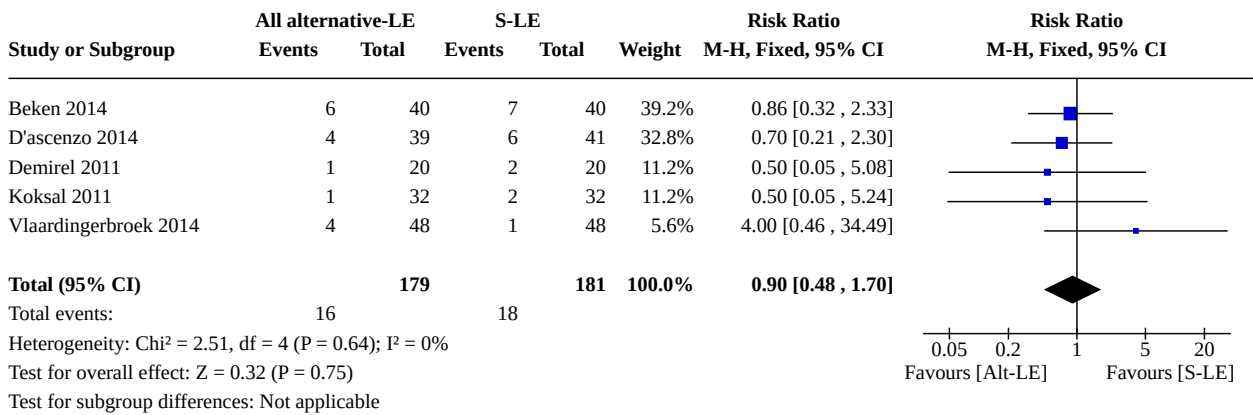 All alternative-LE S-LE Risk Ratio Risk Ratio
Study or Subgroup Events Total Events Total Weight M-H, Fixed, 95% CI M-H, Fixed, 95% CI
Beken 2014 6 40 7 40 39.2% 0.86 [0.32 , 2.33]
D'ascenzo 2014 4 39 6 41 32.8% 0.70 [0.21 , 2.30]
Demirel 2011 1 20 2 20 11.2% 0.50 [0.05 , 5.08]
Koksal 2011 1 32 2 32 11.2% 0.50 [0.05 , 5.24]
Vlaardingerbroek 2014 4 48 1 48 5.6% 4.00 [0.46 , 34.49]
Total (95% CI) 179 181 100.0% 0.90 [0.48 , 1.70]
Total events: 16 18
Heterogeneity: Chi² = 2.51, df = 4 (P = 0.64); I² = 0%
0.05 0.2 1 5 20
Test for overall effect: Z = 0.32 (P = 0.75) Favours [Alt-LE] Favours [S-LE]
Test for subgroup differences: Not applicable